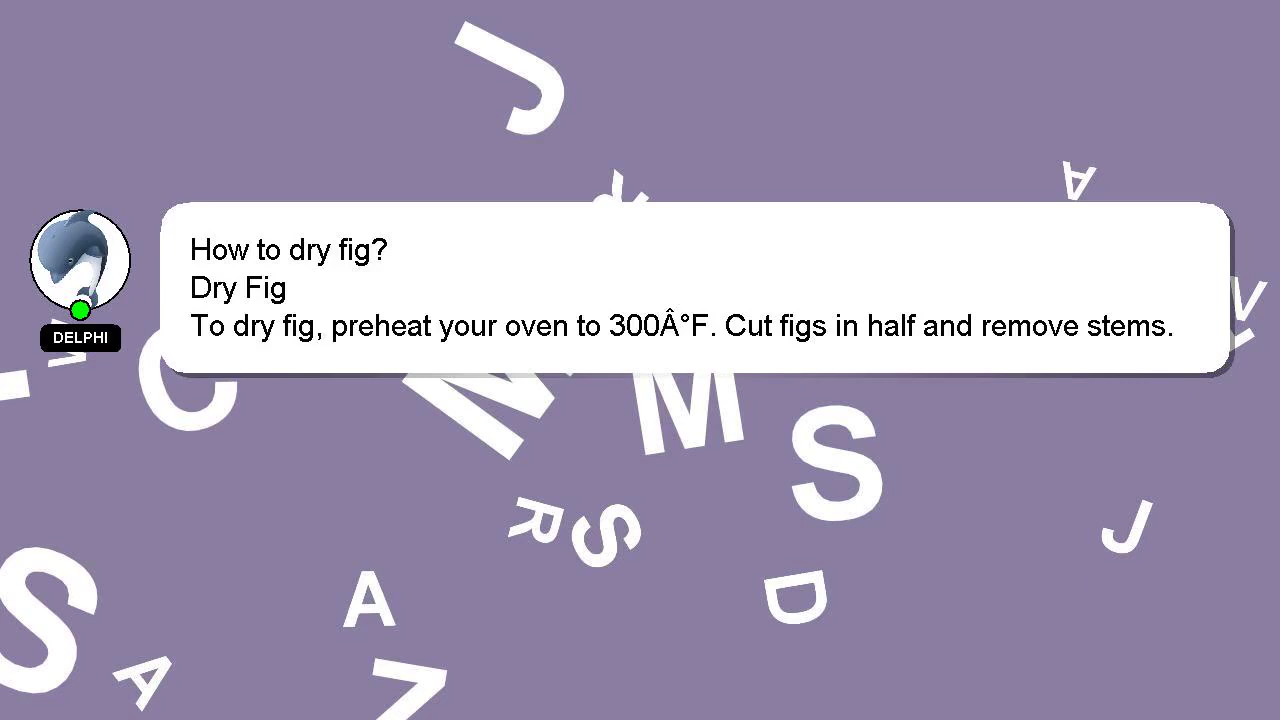 J
R
A
How to dry fig?
Dry Fig
To dry fig, preheat your oven to 300Â°F. Cut figs in half and remove stems.
DELPHI
V
C
N
M
S
R
S
J
D
A
S
A
Z